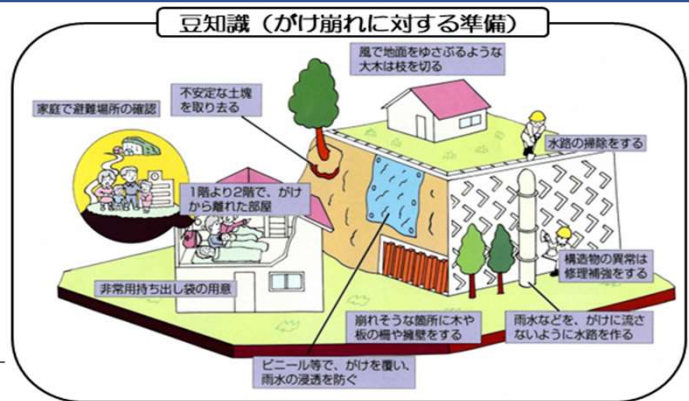 豆知識（がけ崩れに対する準備）
風で地面をゆさぶるような
大木は枝を切る
不安定な土塊
を取り去る
家庭で避難場所の確認
水路の掃除をする
1階より2階で、がけ
から離れた部屋
構造物の異常は
修理補強をする
非常用持ち出し袋の用意
崩れそうな箇所に木や
板の柵や擁壁をする
雨水などを、がけに流さ
ないように水路を作る
ビニール等で、がけを覆い、
雨水の浸透を防ぐ